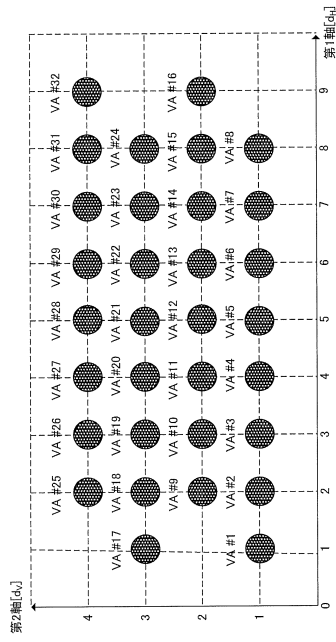 第2軸[dV]
VA #25 VA #26 VA #27 VA #28 VA #29 VA #30 VA #31 VA #32
4
VA #17 VA #18 VA #19 VA #20 VA #21 VA #22 VA #23 VA #24
3
VA #9 VA #10 VA #11 VA #12 VA #13 VA #14 VA #15 VA #16
2
VA #1 VA #2 VA #3 VA #4 VA #5 VA #6 VA #7 VA #8
1
0 1 2 3 4 5 6 7 8 9
第1軸[dH]